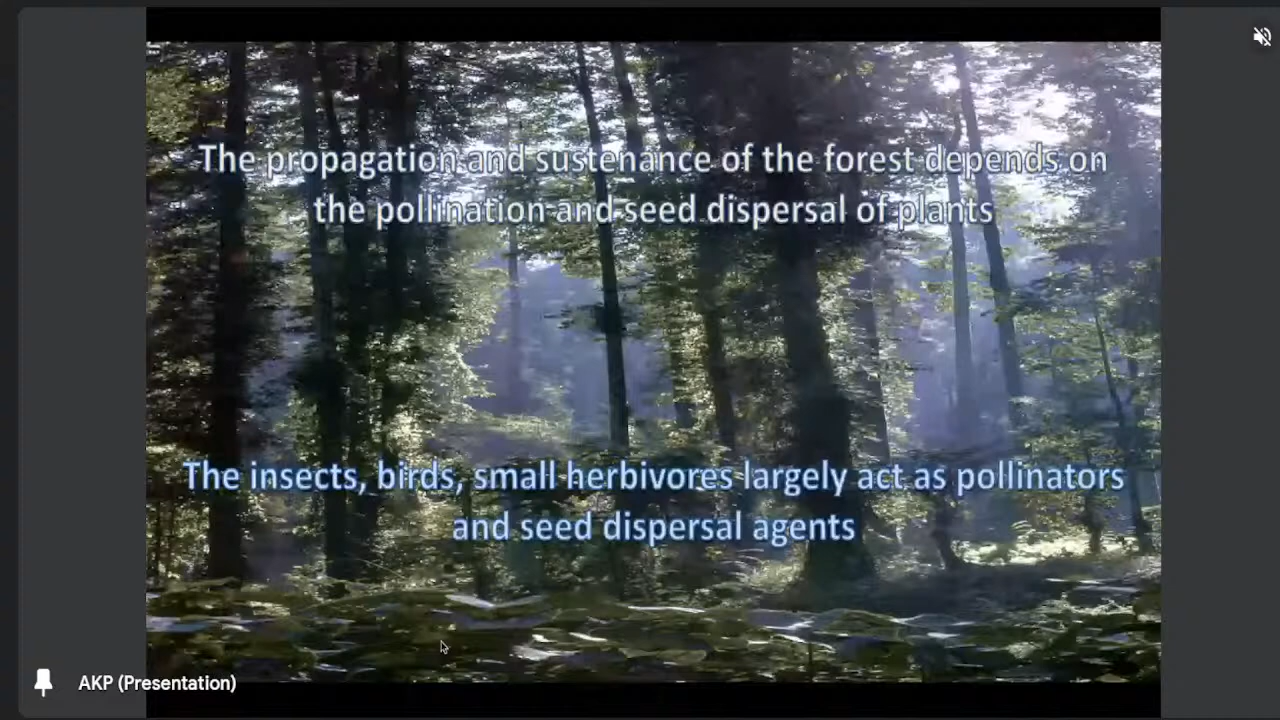 The propagation and sustenance of the forest depends on
the pollination and seed dispersal of plants
The insects, birds, small herbivores largely act as pollinators
and seed dispersal agents
AKP (Presentation)